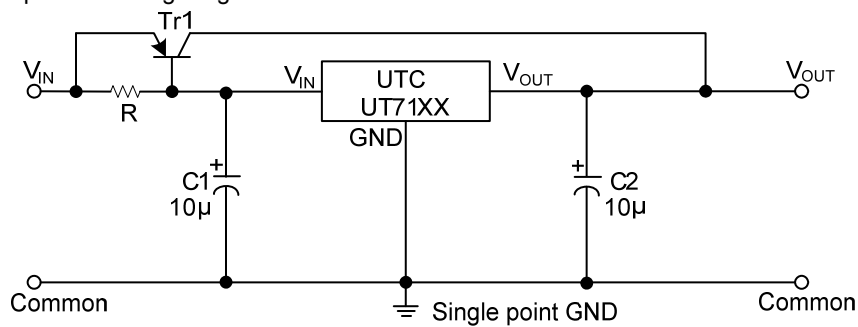 Tr1
VIN
VIN
UTC
VOUT
VOUT
R
UT71XX
GND
C1
C2
10μ
10μ
Common
Single point GND
Common